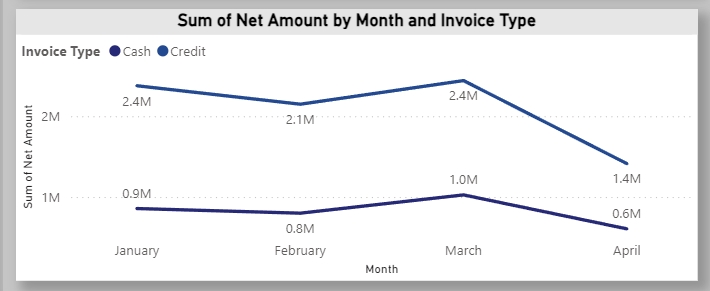 Sum of Net Amount by Month and Invoice Type
Invoice Type Cash Credit
Sum of Net Amount
2M
1M
2.4M
2.1M
2.4M
1.4M
0.9M
0.8M
1.0M
0.6M
January February March April
Month